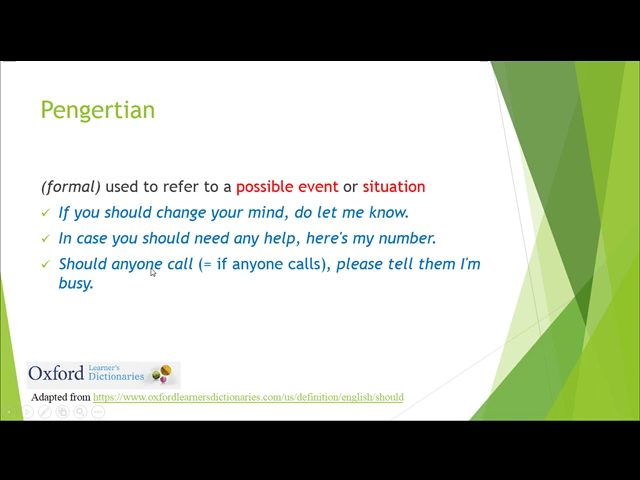 Pengertian
(formal) used to refer to a possible event or situation
If you should change your mind, do let me know.
In case you should need any help, here's my number.
Should anyone call (= if anyone calls), please tell them I'm
busy.
Oxford Learner's Dictionaries
Adapted from https://www.oxfordlearnersdictionaries.com/us/definition/english/should